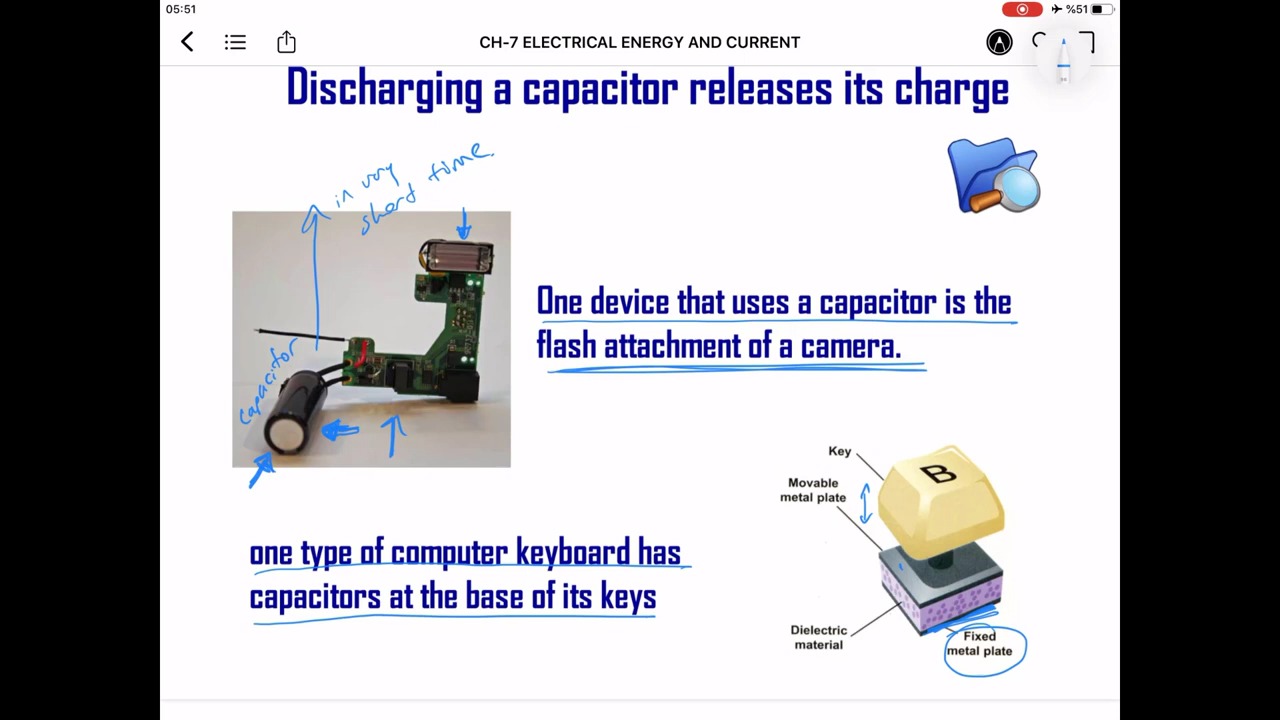 05:51
%51
CH-7 ELECTRICAL ENERGY AND CURRENT
Discharging a capacitor releases its charge
in very
short time.
One device that uses a capacitor is the
flash attachment of a camera.
capacitor
Key
B
Movable
metal plate
one type of computer keyboard has
capacitors at the base of its keys
Dielectric
material
Fixed
metal plate